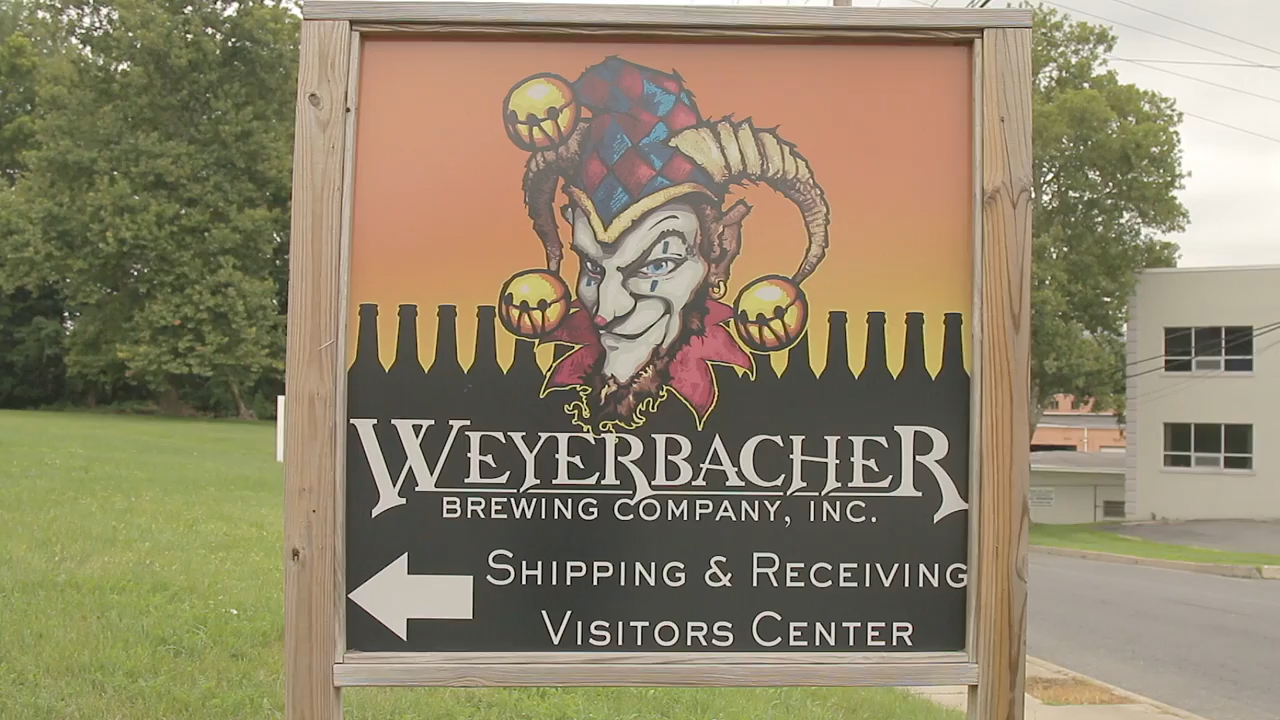 WEYERBACHER
BREWING COMPANY, INC.
SHIPPING & RECEIVING
VISITORS CENTER